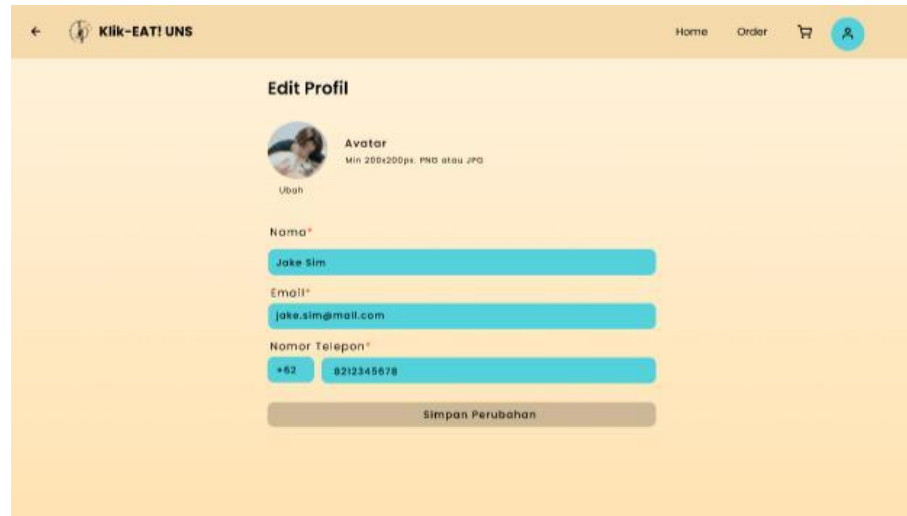 Klik-EAT! UNS
Home Order
Edit Profil
Avatar
Min 200x200px. PNG atau JPG
Ubah
Nama*
Jake Sim
Email*
jake.sim@mail.com
Nomor Telepon*
+62 8212345678
Simpan Perubahan